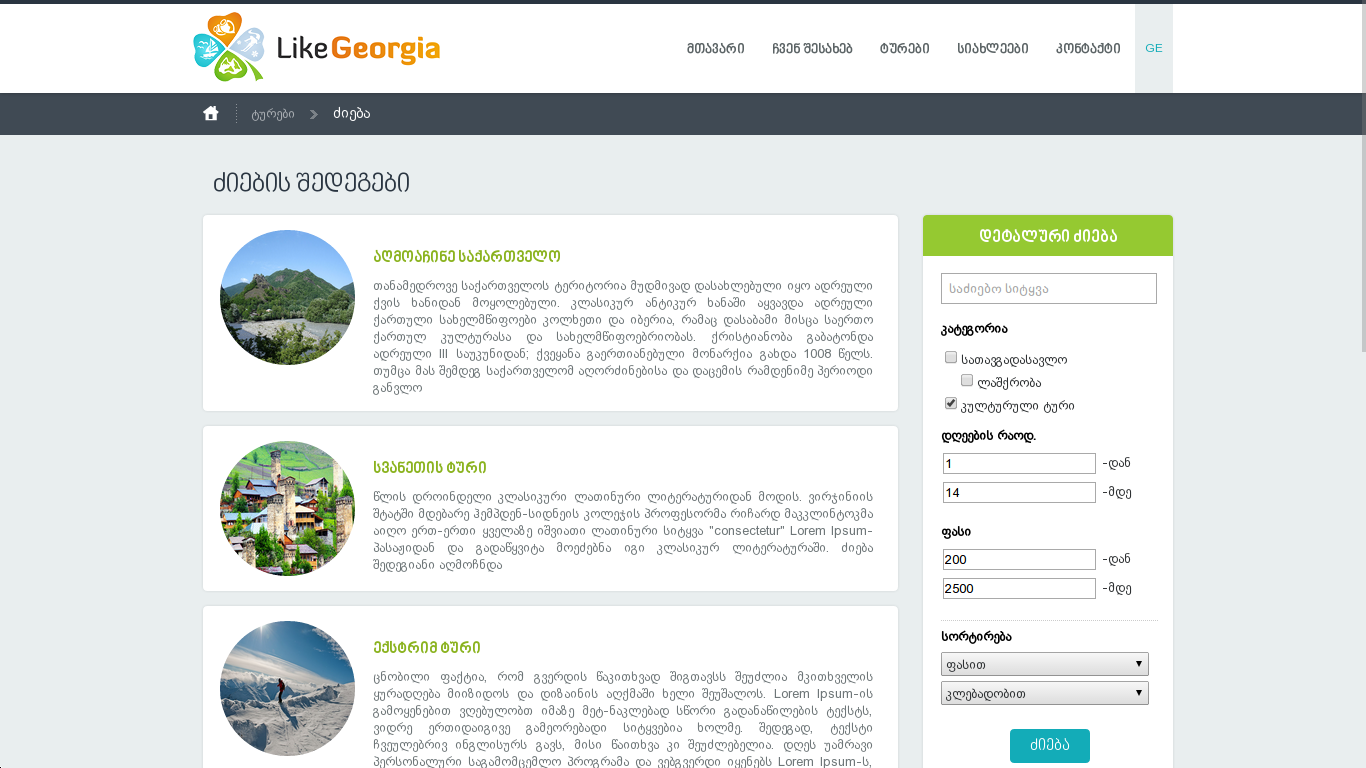 LikeGeorgia
მთავარი ჩვენ შესახებ ტურები სიახლეები კონტაქტი GE
ტურები ძიება
ძიების შედეგები
აღმოაჩინე საქართველო
თანამედროვე საქართველოს ტერიტორია მუდმივად დასახლებული იყო ადრეული
ქვის ხანიდან მოყოლებული. კლასიკურ ანტიკურ ხანაში აყვავდა ადრეული
ქართული სახელმწიფოები კოლხეთი და იბერია, რამაც დასაბამი მისცა საერთო
ქართულ კულტურასა და სახელმწიფოებრიობას. ქრისტიანობა გაბატონდა
ადრეული III საუკუნიდან; ქვეყანა გაერთიანებული მონარქია გახდა 1008 წელს.
თუმცა მას შემდეგ საქართველომ აღორძინებისა და დაცემის რამდენიმე პერიოდი
განვლო
სვანეთის ტური
წლის დროინდელი კლასიკური ლათინური ლიტერატურიდან მოდის. ვირჯინიის
შტატში მდებარე ჰემპდენ-სიდნეის კოლეჯის პროფესორმა რიჩარდ მაკკლინტოკმა
აიღო ერთ-ერთი ყველაზე იშვიათი ლათინური სიტყვა "consectetur" Lorem Ipsum-
პასაჟიდან და გადაწყვიტა მოეძებნა იგი კლასიკურ ლიტერატურაში. ძიება
შედეგიანი აღმოჩნდა
ექსტრიმ ტური
ცნობილი ფაქტია, რომ გვერდის წაკითხვად შიგთავსს შეუძლია მკითხველის
ყურადღება მიიზიდოს და დიზაინის აღქმაში ხელი შეუშალოს. Lorem Ipsum-ის
გამოყენებით ვღებულობთ იმაზე მეტ-ნაკლებად სწორი გადანაწილების ტექსტს,
ვიდრე ერთიდაიგივე გამეორებადი სიტყვებია ხოლმე. შედეგად, ტექსტი
ჩვეულებრივ ინგლისურს გავს, მისი წაითხვა კი შეუძლებელია. დღეს უამრავი
პერსონალური საგამომცემლო პროგრამა და ვებგვერდი იყენებს Lorem Ipsum-ს,
დეტალური ძიება
საძიებო სიტყვა
კატეგორია
სათავგადასავლო
ლაშქრობა
კულტურული ტური
დღეების რაოდ.
1 -დან
14 -მდე
ფასი
200 -დან
2500 -მდე
სორტირება
ფასით
კლებადობით
ძიება